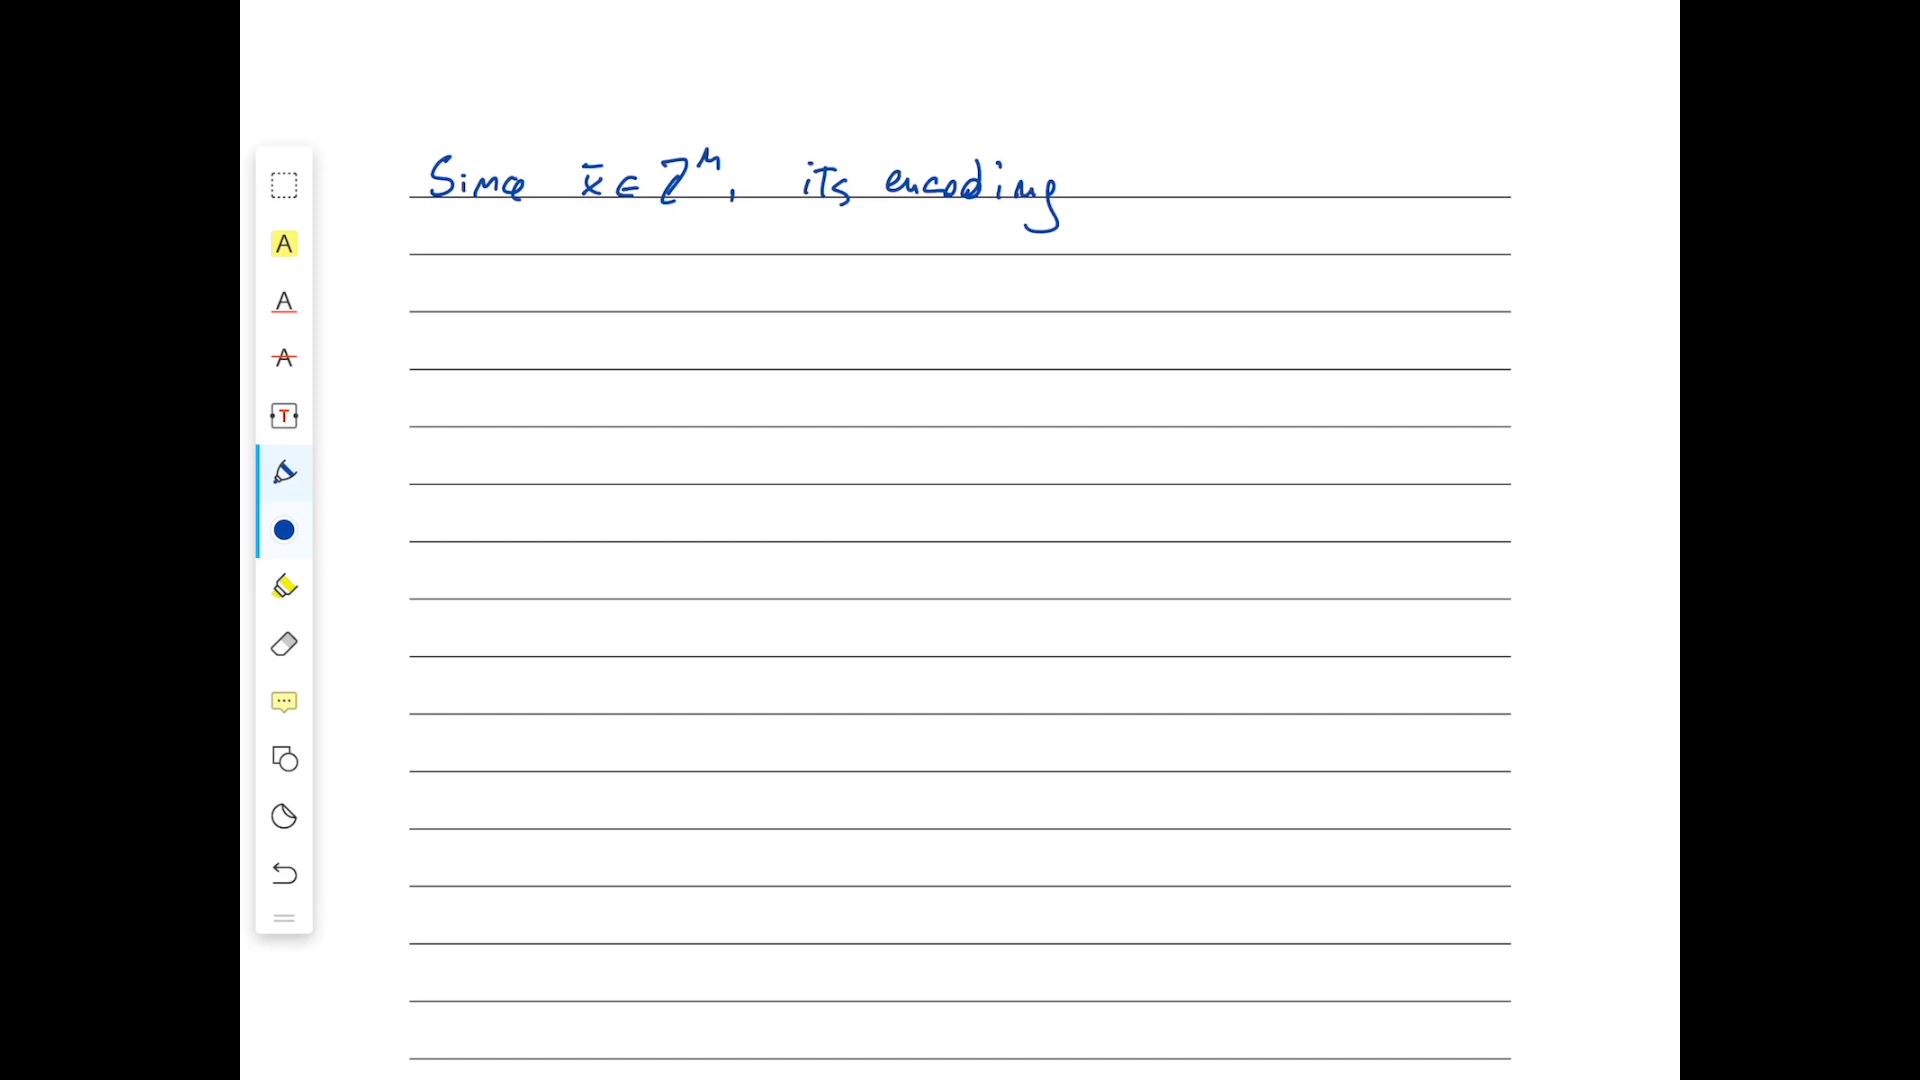 Since x̄ ∈ ℤⁿ, its encoding
A
A
A
T